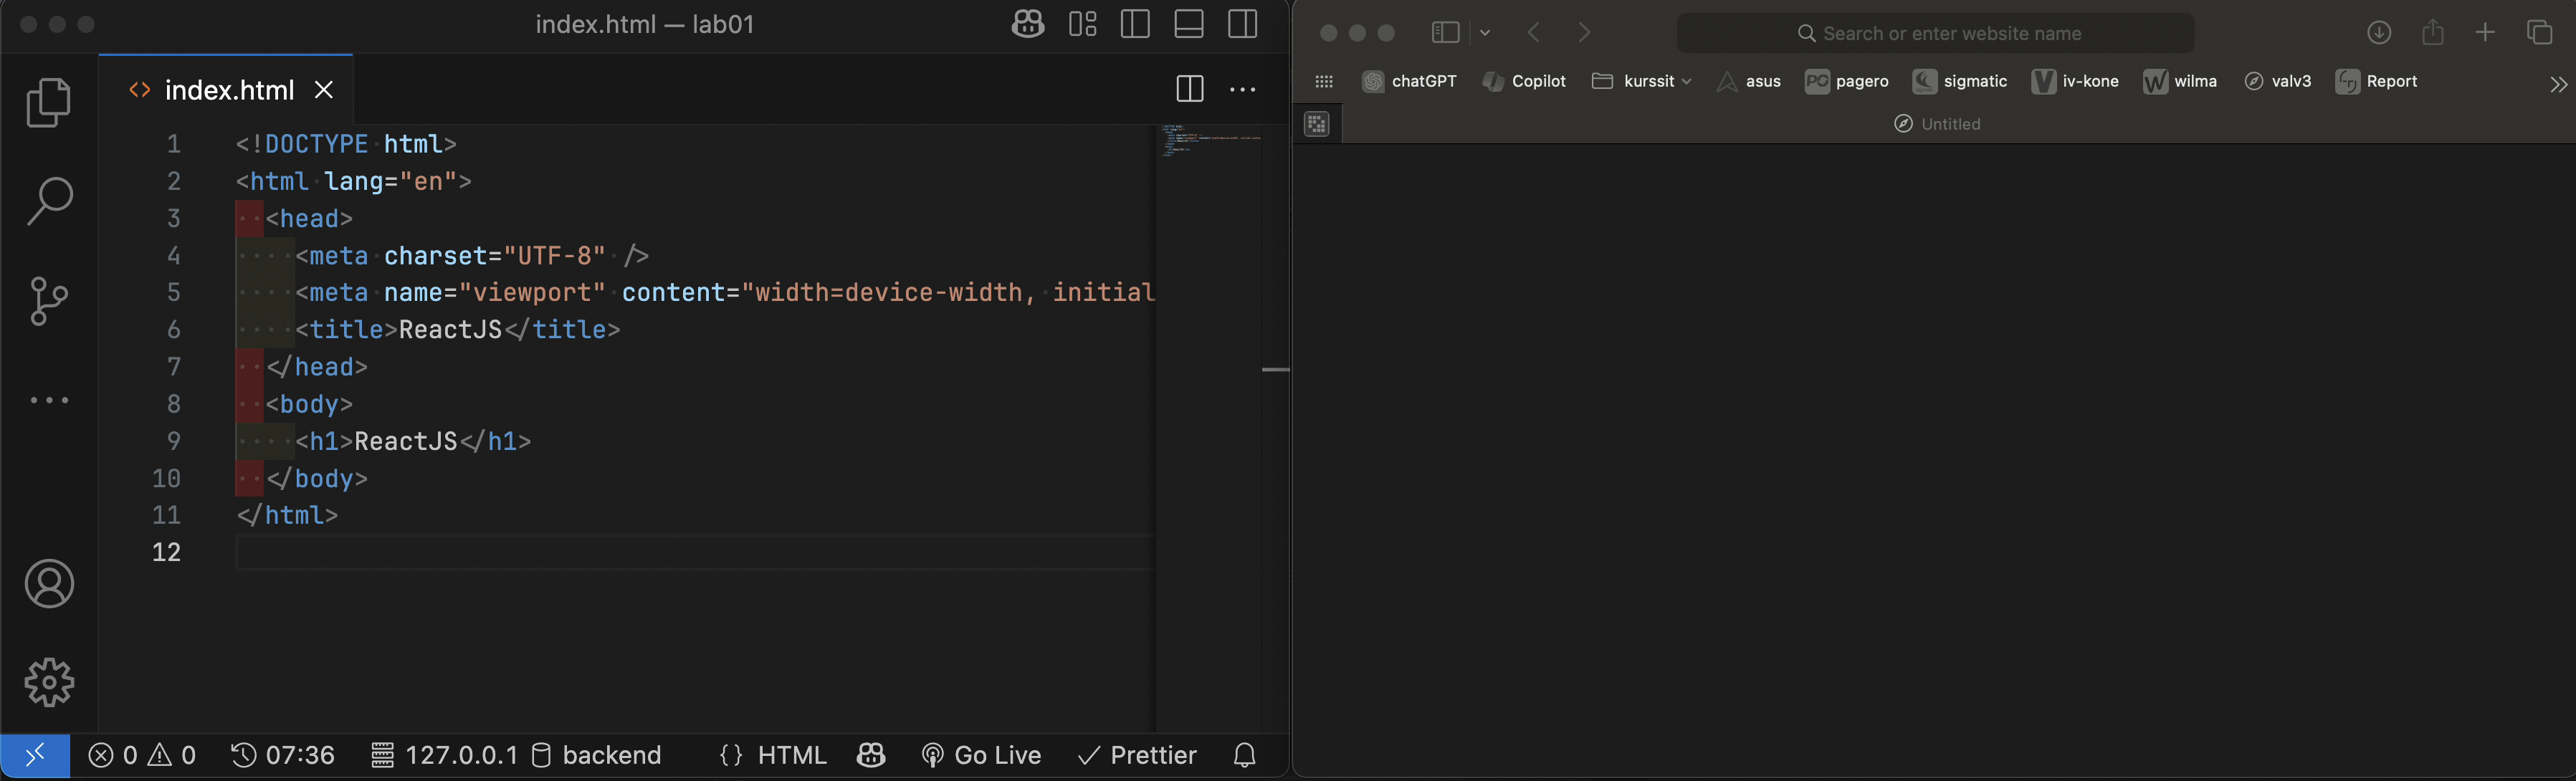 index.html — lab01
index.html
1 <!DOCTYPE html>
2 <html lang="en">
3 <head>
4 <meta charset="UTF-8" />
5 <meta name="viewport" content="width=device-width, initial
6 <title>ReactJS</title>
7 </head>
8 <body>
9 <h1>ReactJS</h1>
10 </body>
11 </html>
12
0 0 07:36 127.0.0.1 backend {} HTML Go Live Prettier
Search or enter website name
chatGPT Copilot kurssit asus pagero sigmatic iv-kone wilma valv3 Report
Untitled